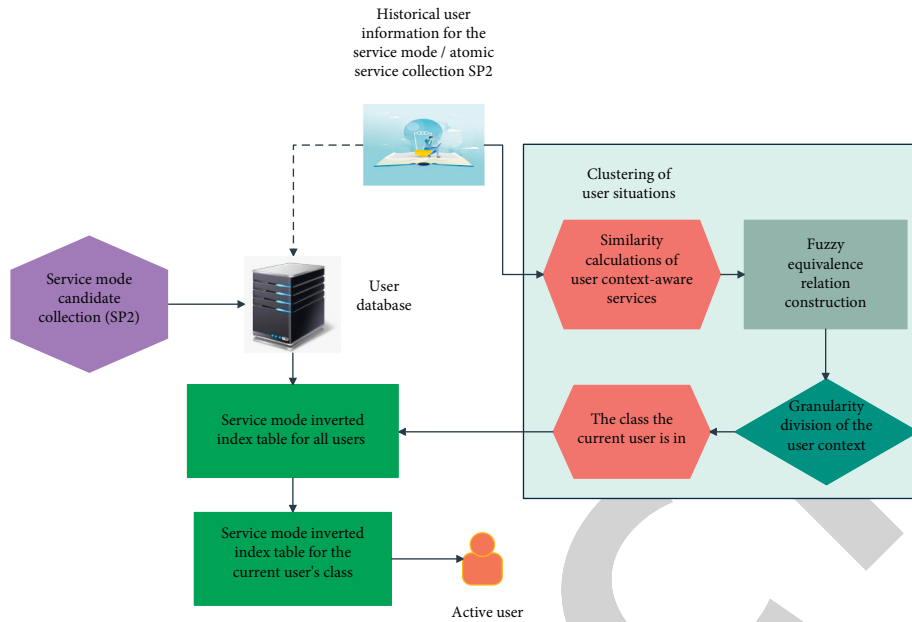 Historical user
information for the
service mode / atomic
service collection SP2
Clustering of
user situations
Similarity
calculations of
user context-aware
services
Fuzzy
equivalence
relation
construction
Service mode
candidate
collection (SP2)
User
database
Service mode inverted
index table for all users
The class the
current user is in
Granularity
division of the
user context
Service mode inverted
index table for the
current user's class
Active user